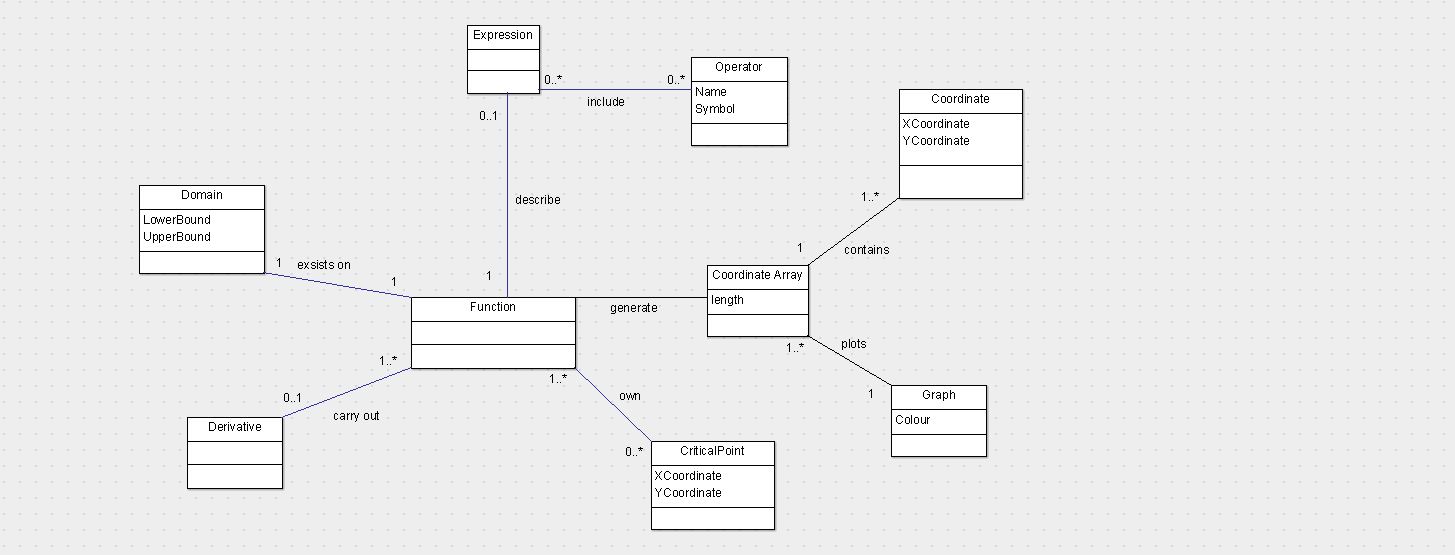 Expression
Operator
Name
Symbol
0..*
0..*
include
0..1
Coordinate
XCoordinate
YCoordinate
describe
Domain
LowerBound
UpperBound
1..*
1
contains
1
exsists on
1
1
Coordinate Array
length
Function
generate
1..*
plots
1..*
1..*
1
Graph
Colour
0..1
carry out
own
Derivative
0..*
CriticalPoint
XCoordinate
YCoordinate